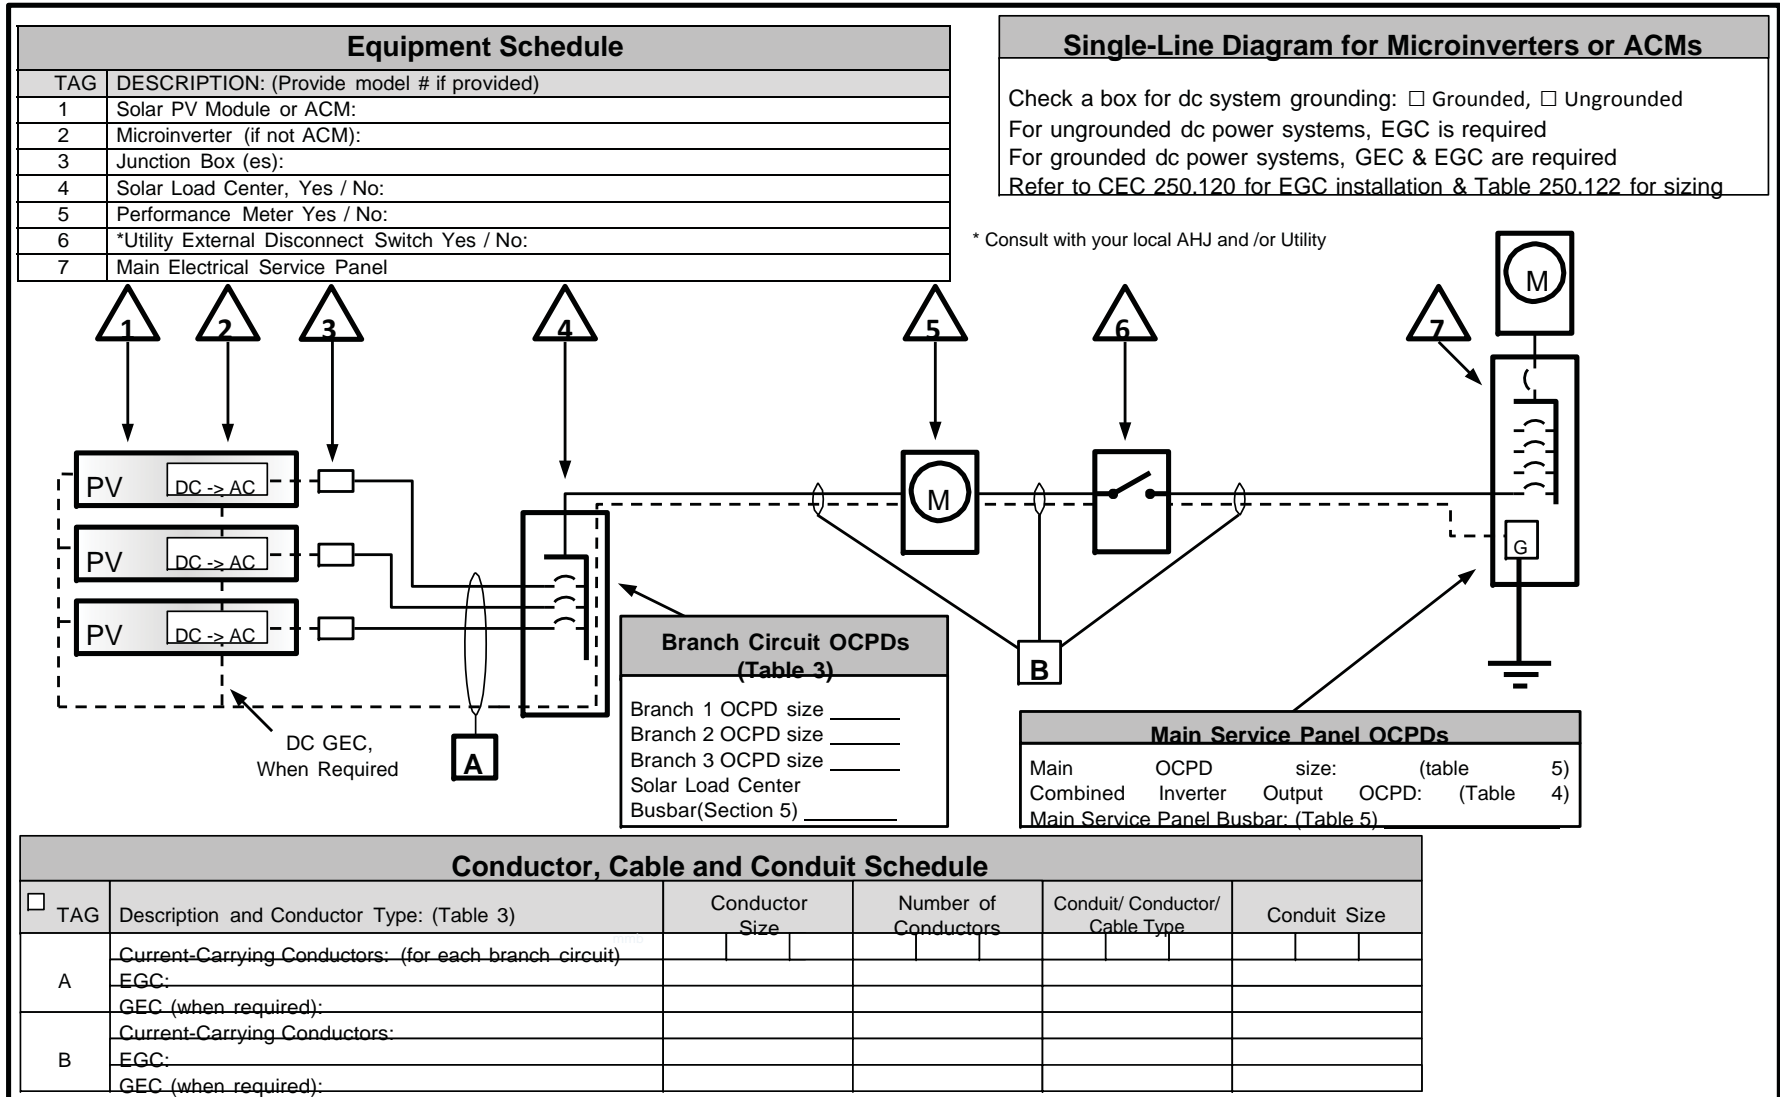 Equipment Schedule
TAG DESCRIPTION: (Provide model # if provided)
1 Solar PV Module or ACM:
2 Microinverter (if not ACM):
3 Junction Box (es):
4 Solar Load Center, Yes / No:
5 Performance Meter Yes / No:
6 *Utility External Disconnect Switch Yes / No:
7 Main Electrical Service Panel
Single-Line Diagram for Microinverters or ACMs
Check a box for dc system grounding: ☐ Grounded, ☐ Ungrounded
For ungrounded dc power systems, EGC is required
For grounded dc power systems, GEC & EGC are required
Refer to CEC 250.120 for EGC installation & Table 250.122 for sizing
* Consult with your local AHJ and /or Utility
M
1 2 3 4 5 6 7
PV DC -> AC
M
PV DC -> AC
G
PV DC -> AC
DC GEC,
When Required
A
B
Branch Circuit OCPDs
(Table 3)
Branch 1 OCPD size ______
Branch 2 OCPD size ______
Branch 3 OCPD size ______
Solar Load Center
Busbar(Section 5) ________
Main Service Panel OCPDs
Main OCPD size: (table 5)
Combined Inverter Output OCPD: (Table 4)
Main Service Panel Busbar: (Table 5) ________________
Conductor, Cable and Conduit Schedule
☐ TAG Description and Conductor Type: (Table 3) Conductor Size Number of Conductors Conduit/ Conductor/ Cable Type Conduit Size
A Current-Carrying Conductors: (for each branch circuit)
EGC:
GEC (when required):
B Current-Carrying Conductors:
EGC:
GEC (when required):